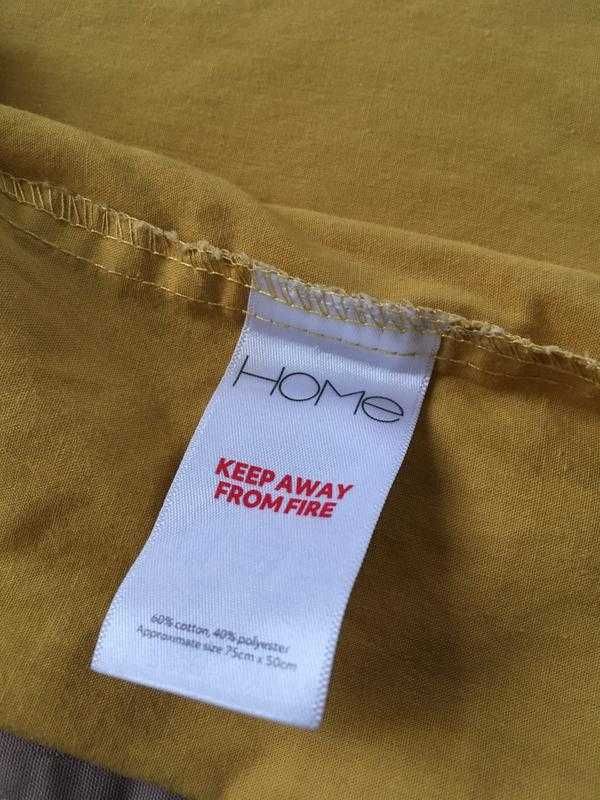 HOMe
KEEP AWAY
FROM FIRE
60% cotton, 40% polyester
Approximate size 75cm x 50cm